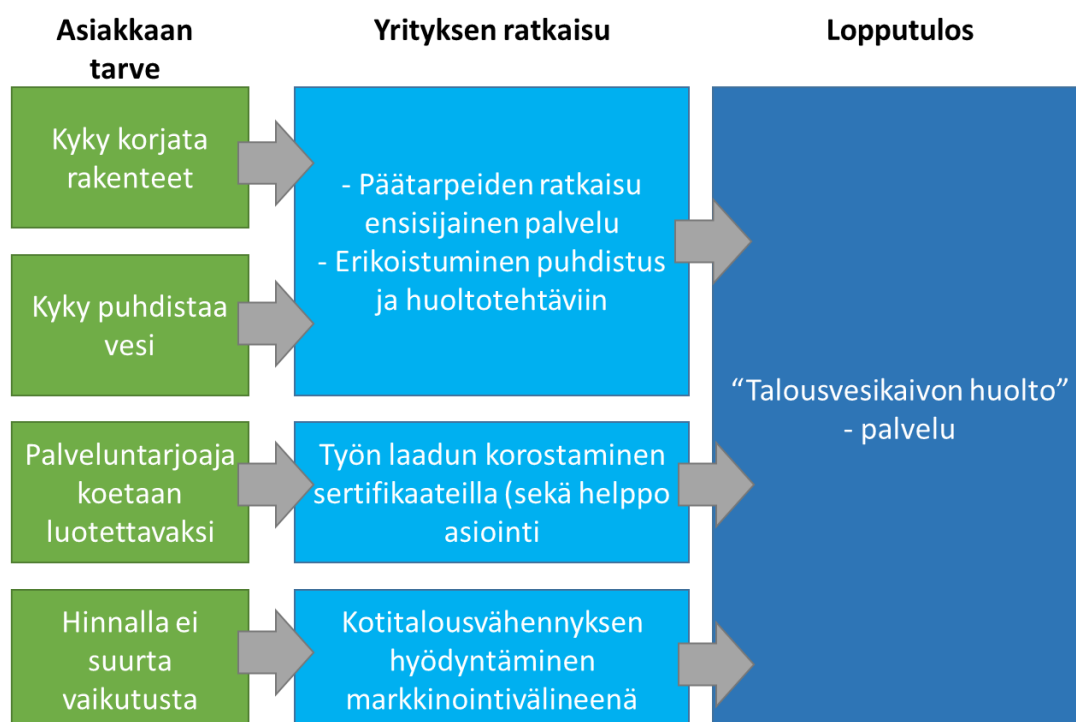 Asiakkaan
tarve
Yrityksen ratkaisu
Lopputulos
Kyky korjata
rakenteet
Kyky puhdistaa
vesi
Palveluntarjoaja
koetaan
luotettavaksi
Hinnalla ei
suurta
vaikutusta
- Päätarpeiden ratkaisu
ensisijainen palvelu
- Erikoistuminen puhdistus
ja huoltotehtäviin
Työn laadun korostaminen
sertifikaateilla (sekä helppo
asiointi
Kotitalousvähennyksen
hyödyntäminen
markkinointivälineenä
“Talousvesikaivon huolto”
- palvelu